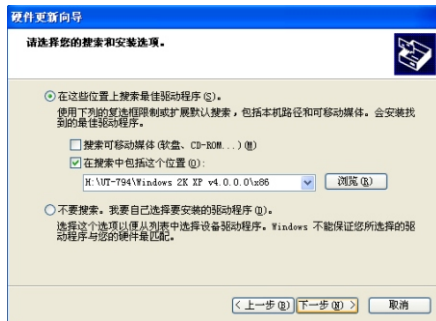 硬件更新向导
请选择您的搜索和安装选项。
在这些位置上搜索最佳驱动程序(S)。
使用下列的复选框限制或扩展默认搜索，包括本机路径和可移动媒体。会安装找
到的最佳驱动程序。
搜索可移动媒体(软盘、CD-ROM...)(M)
在搜索中包括这个位置(O):
H:\UT-794\Windows 2K XP v4.0.0.0\x86
浏览(R)
不要搜索。我要自己选择要安装的驱动程序(D)。
选择这个选项以便从列表中选择设备驱动程序。Windows 不能保证您所选择的驱
动程序与您的硬件最匹配。
< 上一步(B) 下一步(N) > 取消